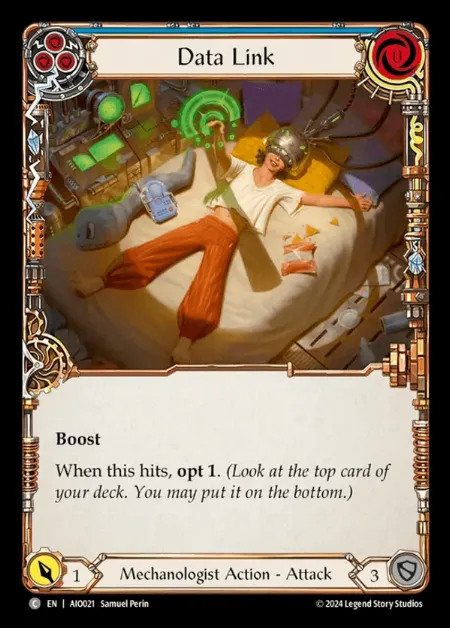 Data Link
0
Boost
When this hits, opt 1. (Look at the top card of
your deck. You may put it on the bottom.)
1
Mechanologist Action - Attack
3
C EN | AIO021 Samuel Perin
© 2024 Legend Story Studios